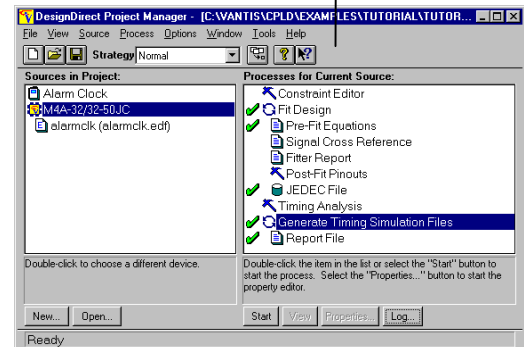 DesignDirect Project Manager - [C:\VANTIS\CPLD\EXAMPLES\TUTORIAL\TUTOR...
File View Source Process Options Window Tools Help
Strategy Normal
Sources in Project:
Alarm Clock
M4A-32/32-50JC
alarmclk (alarmclk.edf)
Double-click to choose a different device.
New... Open...
Processes for Current Source:
Constraint Editor
Fit Design
Pre-Fit Equations
Signal Cross Reference
Fitter Report
Post-Fit Pinouts
JEDEC File
Timing Analysis
Generate Timing Simulation Files
Report File
Double-click the item in the list or select the "Start" button to
start the process. Select the "Properties..." button to start the
property editor.
Start View Properties... Log...
Ready